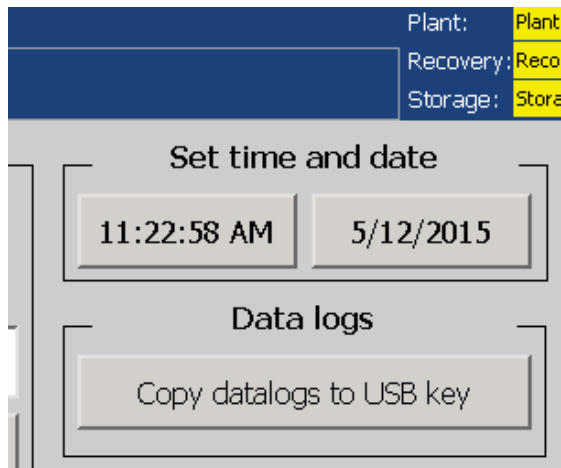 Plant: Plant
Recovery: Reco
Storage: Stora
Set time and date
11:22:58 AM 5/12/2015
Data logs
Copy datalogs to USB key